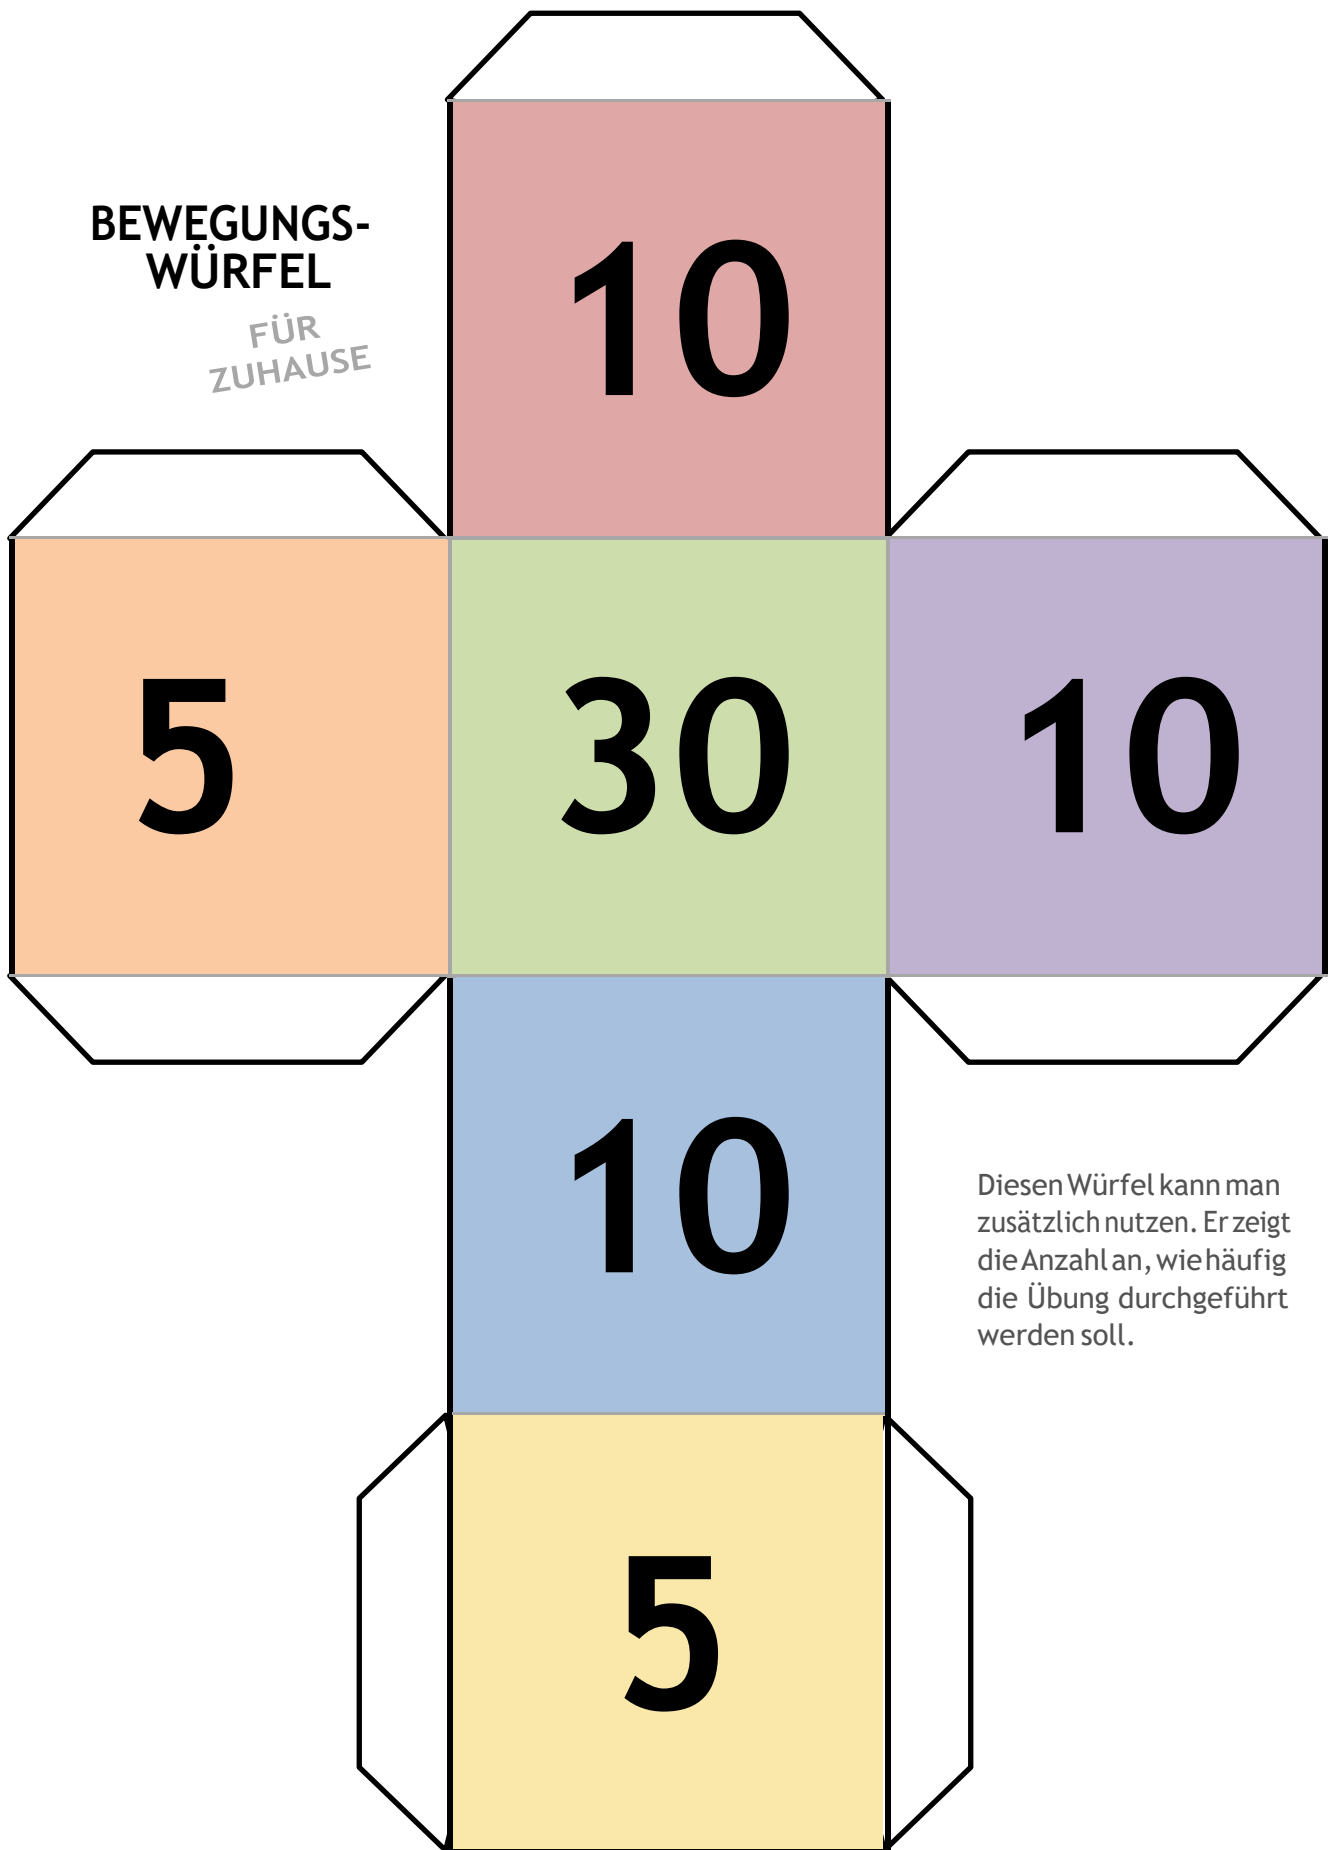 BEWEGUNGS-
WÜRFEL
FÜR
ZUHAUSE
10
5
30
10
10
Diesen Würfel kann man
zusätzlich nutzen. Er zeigt
die Anzahl an, wie häufig
die Übung durchgeführt
werden soll.
5